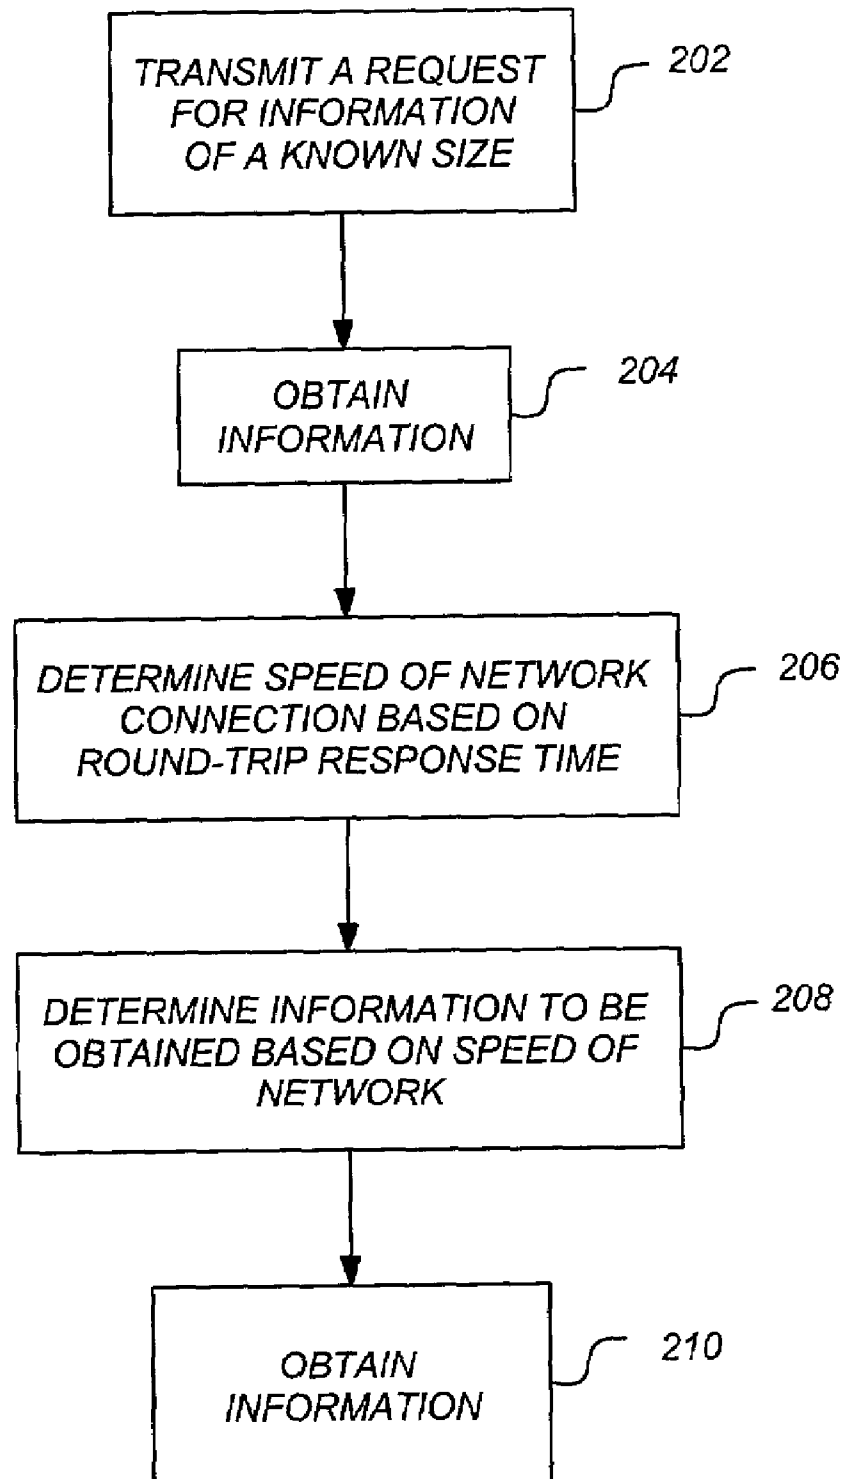 TRANSMIT A REQUEST
FOR INFORMATION
OF A KNOWN SIZE
202
OBTAIN
INFORMATION
204
DETERMINE SPEED OF NETWORK
CONNECTION BASED ON
ROUND-TRIP RESPONSE TIME
206
DETERMINE INFORMATION TO BE
OBTAINED BASED ON SPEED OF
NETWORK
208
OBTAIN
INFORMATION
210